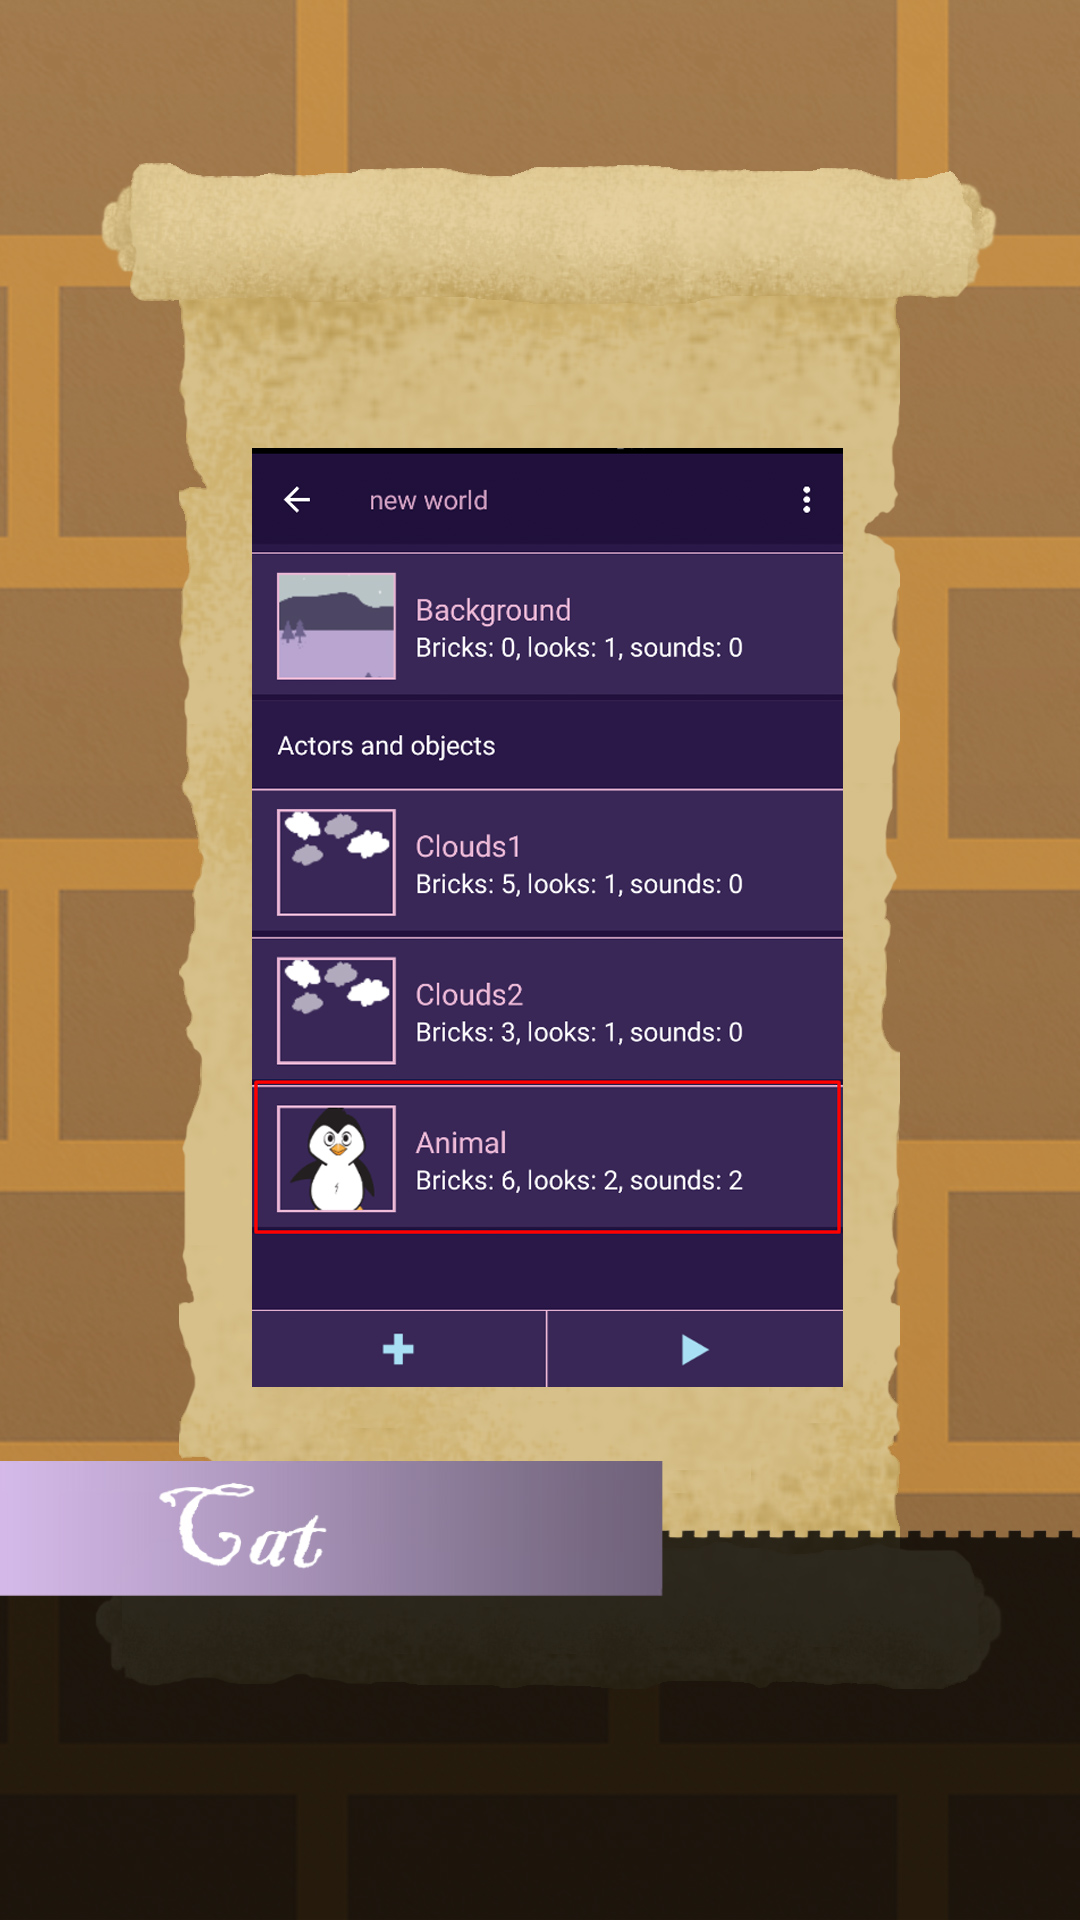 new world
Background
Bricks: 0, looks: 1, sounds: 0
Actors and objects
Clouds1
Bricks: 5, looks: 1, sounds: 0
Clouds2
Bricks: 3, looks: 1, sounds: 0
Animal
Bricks: 6, looks: 2, sounds: 2
Cat